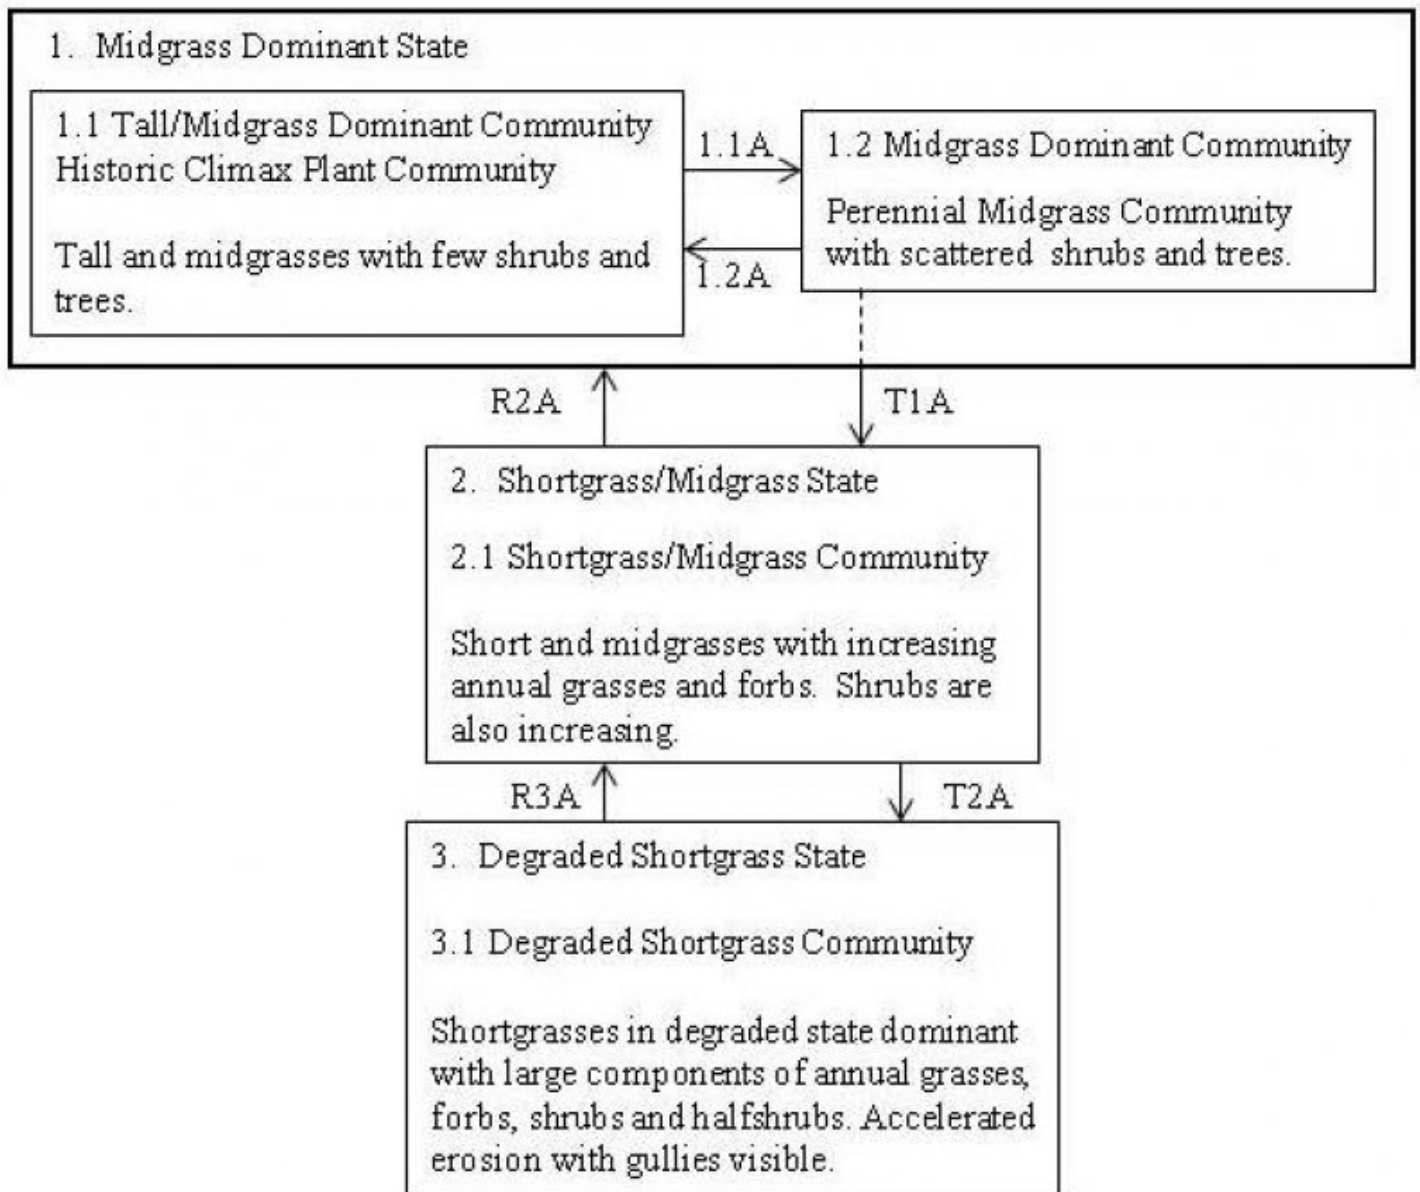 1. Midgrass Dominant State
1.1 Tall/Midgrass Dominant Community
Historic Climax Plant Community
Tall and midgrasses with few shrubs and
trees.
1.1A
1.2A
1.2 Midgrass Dominant Community
Perennial Midgrass Community
with scattered shrubs and trees.
R2A
T1A
2. Shortgrass/Midgrass State
2.1 Shortgrass/Midgrass Community
Short and midgrasses with increasing
annual grasses and forbs. Shrubs are
also increasing.
R3A
T2A
3. Degraded Shortgrass State
3.1 Degraded Shortgrass Community
Shortgrasses in degraded state dominant
with large components of annual grasses,
forbs, shrubs and halfshrubs. Accelerated
erosion with gullies visible.